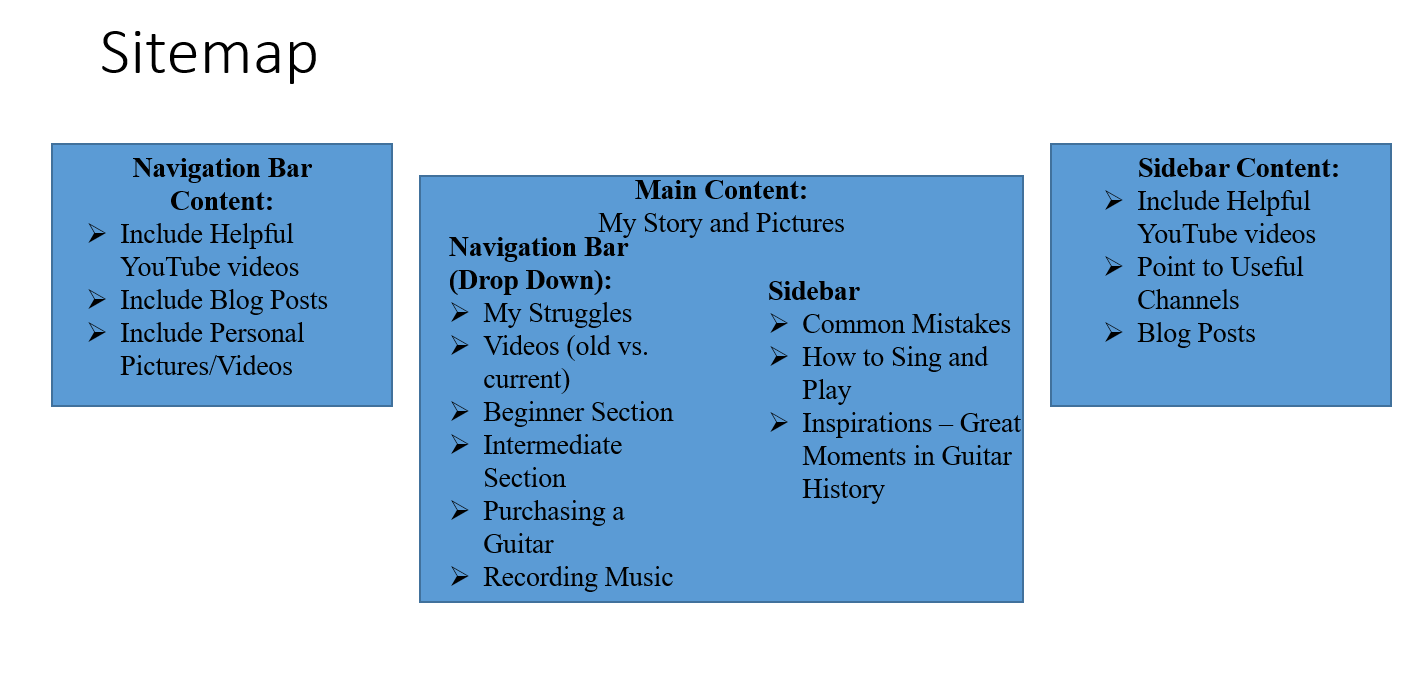 Sitemap
Navigation Bar
Content:
➢ Include Helpful
YouTube videos
➢ Include Blog Posts
➢ Include Personal
Pictures/Videos
Main Content:
My Story and Pictures
Navigation Bar
(Drop Down):
➢ My Struggles
➢ Videos (old vs.
current)
➢ Beginner Section
➢ Intermediate
Section
➢ Purchasing a
Guitar
➢ Recording Music
Sidebar
➢ Common Mistakes
➢ How to Sing and
Play
➢ Inspirations – Great
Moments in Guitar
History
Sidebar Content:
➢ Include Helpful
YouTube videos
➢ Point to Useful
Channels
➢ Blog Posts